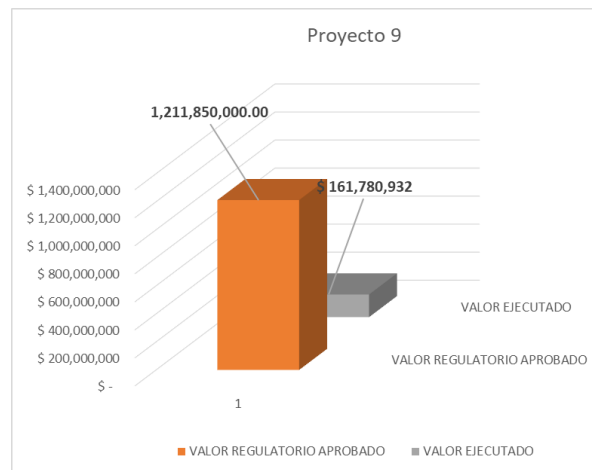 Proyecto 9
1,211,850,000.00
$ 161,780,932
$ 1,400,000,000
$ 1,200,000,000
$ 1,000,000,000
$ 800,000,000
$ 600,000,000
$ 400,000,000
$ 200,000,000
$ -
VALOR EJECUTADO
VALOR REGULATORIO APROBADO
1
VALOR REGULATORIO APROBADO
VALOR EJECUTADO